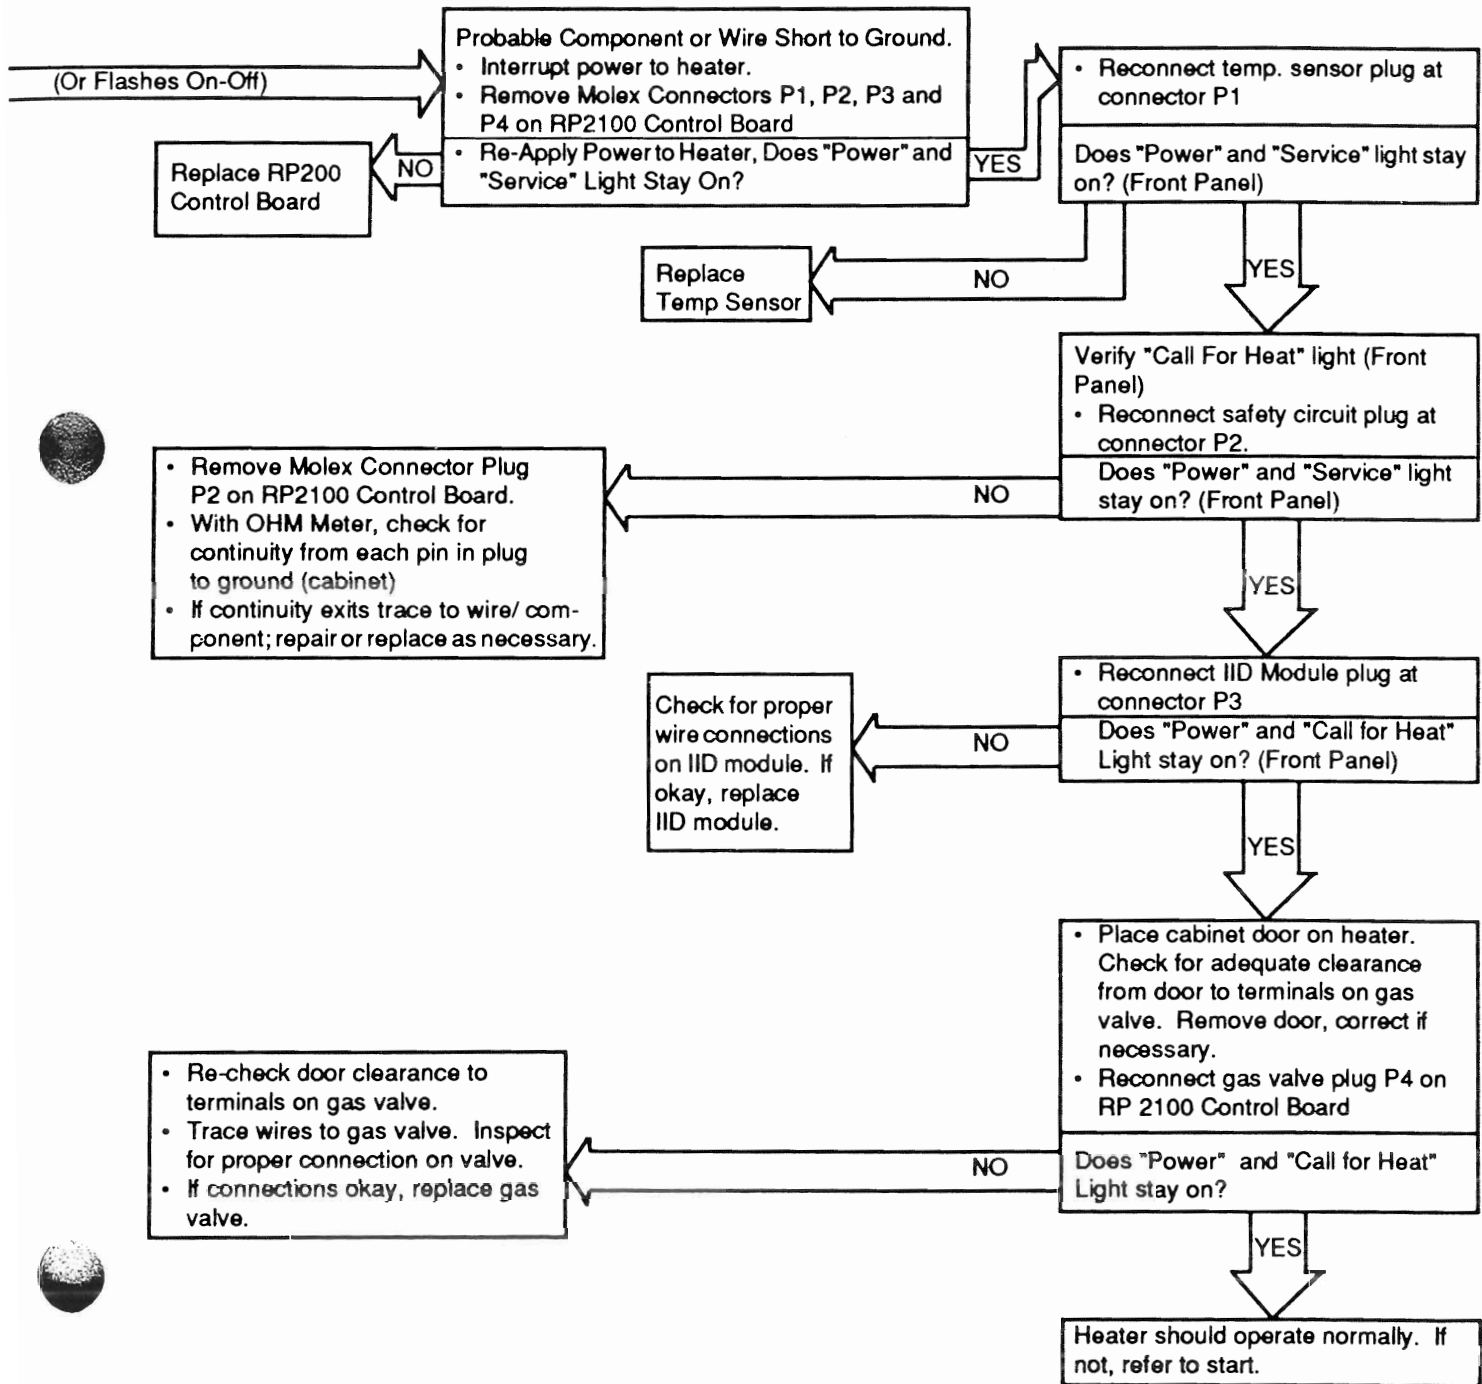 (Or Flashes On-Off)
Probable Component or Wire Short to Ground.
• Interrupt power to heater.
• Remove Molex Connectors P1, P2, P3 and
P4 on RP2100 Control Board
• Re-Apply Power to Heater, Does "Power" and
"Service" Light Stay On?
NO
Replace RP200
Control Board
YES
• Reconnect temp. sensor plug at
connector P1
Does "Power" and "Service" light stay
on? (Front Panel)
NO
Replace
Temp Sensor
YES
Verify "Call For Heat" light (Front
Panel)
• Reconnect safety circuit plug at
connector P2.
Does "Power" and "Service" light
stay on? (Front Panel)
NO
• Remove Molex Connector Plug
P2 on RP2100 Control Board.
• With OHM Meter, check for
continuity from each pin in plug
to ground (cabinet)
• If continuity exits trace to wire/ com-
ponent; repair or replace as necessary.
YES
• Reconnect IID Module plug at
connector P3
Does "Power" and "Call for Heat"
Light stay on? (Front Panel)
NO
Check for proper
wire connections
on IID module. If
okay, replace
IID module.
YES
• Place cabinet door on heater.
Check for adequate clearance
from door to terminals on gas
valve. Remove door, correct if
necessary.
• Reconnect gas valve plug P4 on
RP 2100 Control Board
Does "Power" and "Call for Heat"
Light stay on?
NO
• Re-check door clearance to
terminals on gas valve.
• Trace wires to gas valve. Inspect
for proper connection on valve.
• If connections okay, replace gas
valve.
YES
Heater should operate normally. If
not, refer to start.